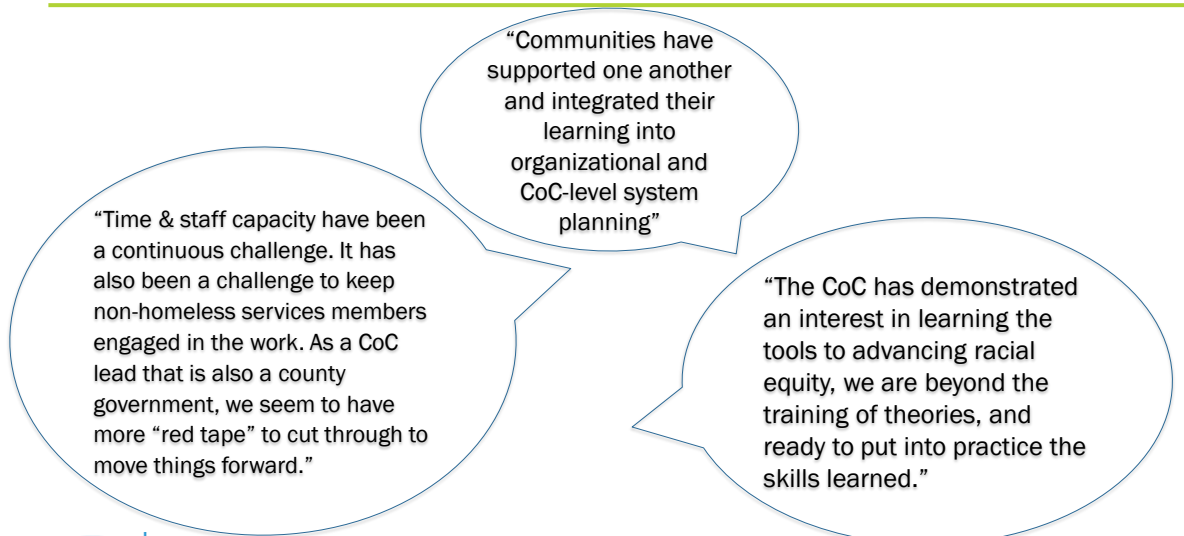 “Communities have
supported one another
and integrated their
learning into
organizational and
CoC-level system
planning”
“Time & staff capacity have been
a continuous challenge. It has
also been a challenge to keep
non-homeless services members
engaged in the work. As a CoC
lead that is also a county
government, we seem to have
more “red tape” to cut through to
move things forward.”
“The CoC has demonstrated
an interest in learning the
tools to advancing racial
equity, we are beyond the
training of theories, and
ready to put into practice the
skills learned.”